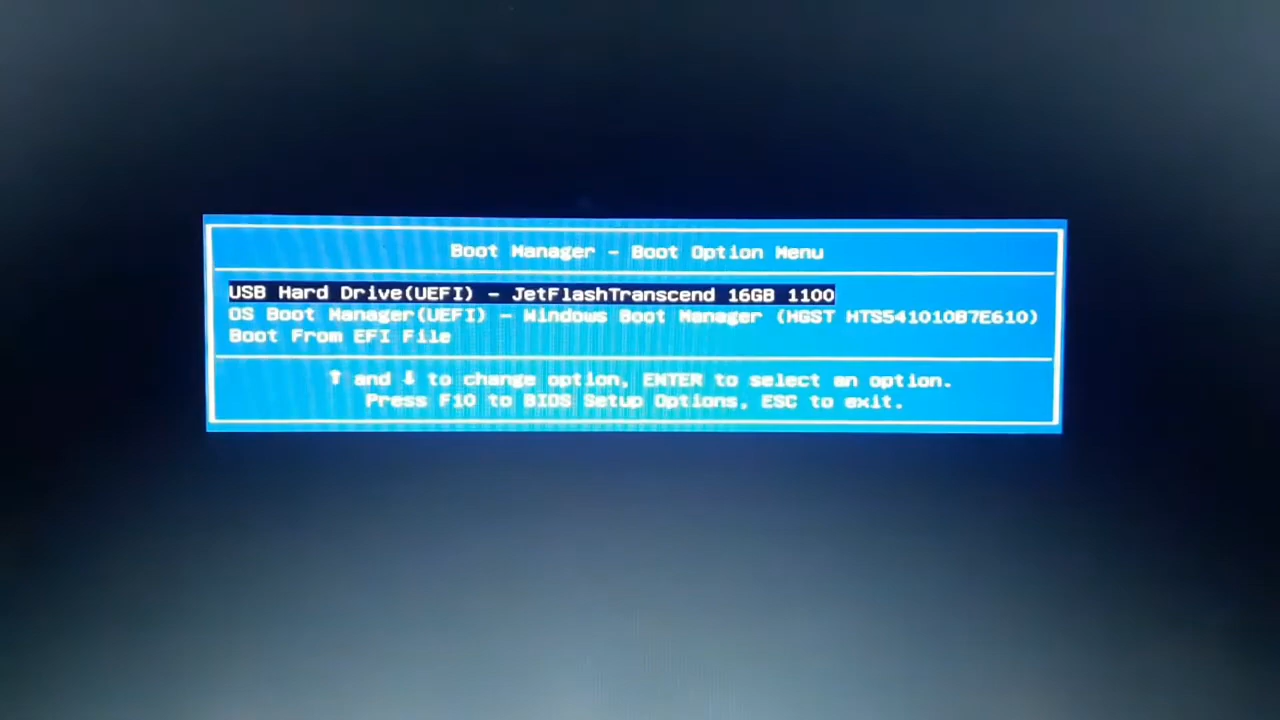 Boot Manager - Boot Option Menu
USB Hard Drive(UEFI) - JetFlashTranscend 16GB 1100
OS Boot Manager(UEFI) - Windows Boot Manager (HGST HTS541010B7E610)
Boot From EFI File
↑ and ↓ to change option, ENTER to select an option.
Press F10 to BIOS Setup Options, ESC to exit.